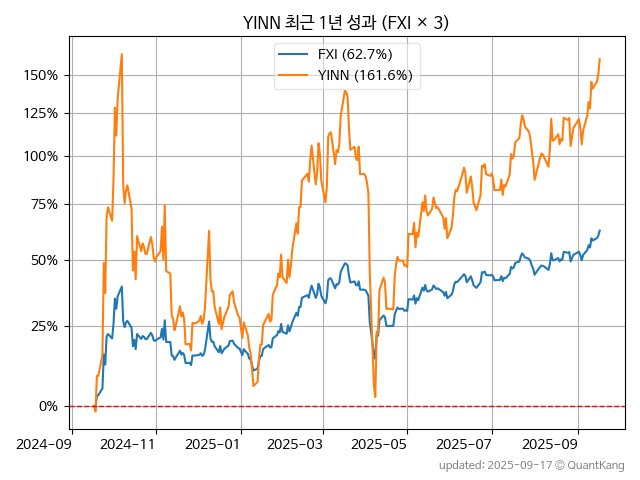 YINN 최근 1년 성과 (FXI × 3)
FXI (62.7%)
YINN (161.6%)
150%
125%
100%
75%
50%
25%
0%
2024-09 2024-11 2025-01 2025-03 2025-05 2025-07 2025-09
updated: 2025-09-17 © QuantKang